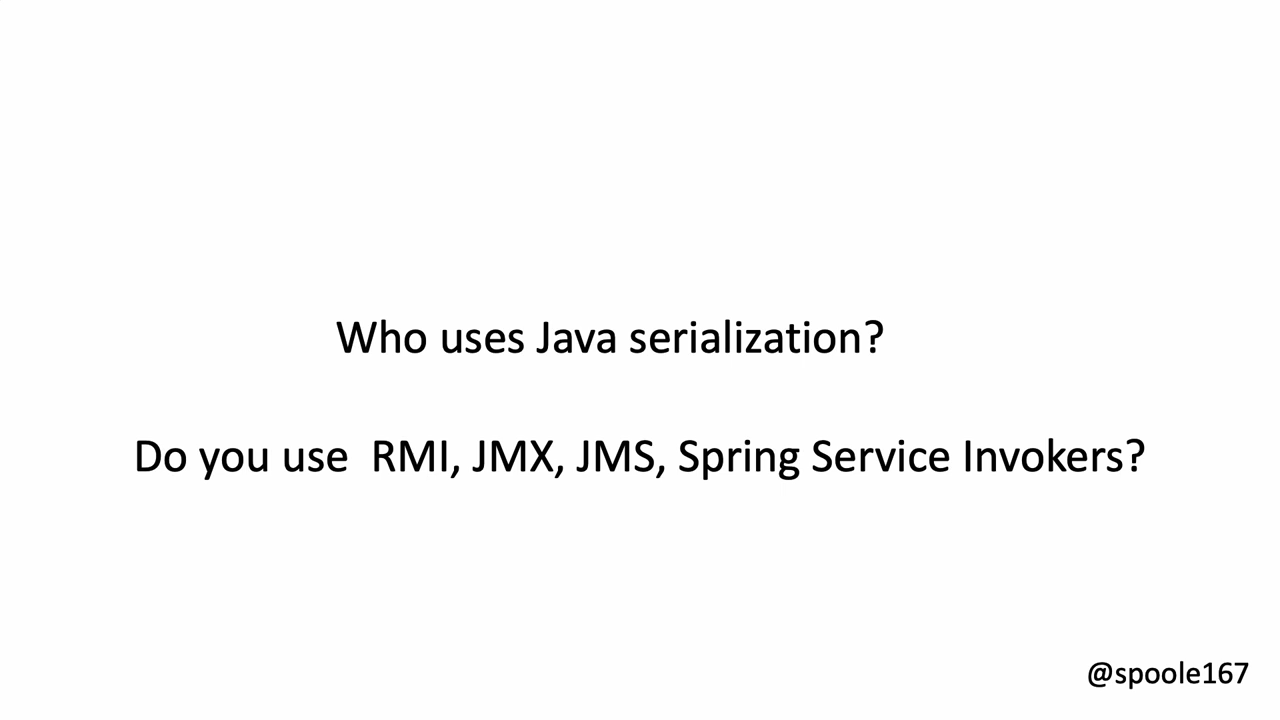 Who uses Java serialization?
Do you use  RMI, JMX, JMS, Spring Service Invokers?
@spoole167